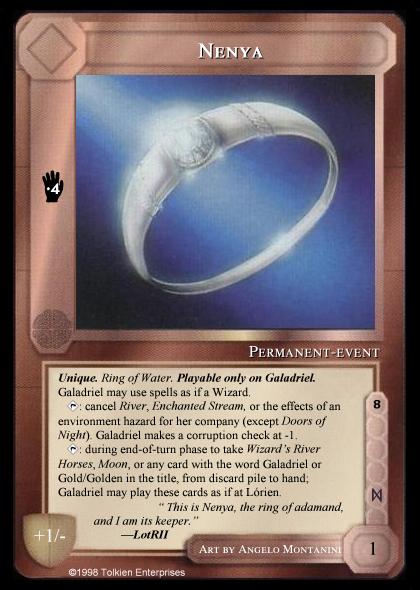 NENYA
·4
PERMANENT-EVENT
Unique. Ring of Water. Playable only on Galadriel.
Galadriel may use spells as if a Wizard.
: cancel River, Enchanted Stream, or the effects of an
environment hazard for her company (except Doors of
Night). Galadriel makes a corruption check at -1.
: during end-of-turn phase to take Wizard's River
Horses, Moon, or any card with the word Galadriel or
Gold/Golden in the title, from discard pile to hand;
Galadriel may play these cards as if at Lórien.
" This is Nenya, the ring of adamand,
and I am its keeper. "
—LotRII
8
+1/-
ART BY ANGELO MONTANINI
1
©1998 Tolkien Enterprises